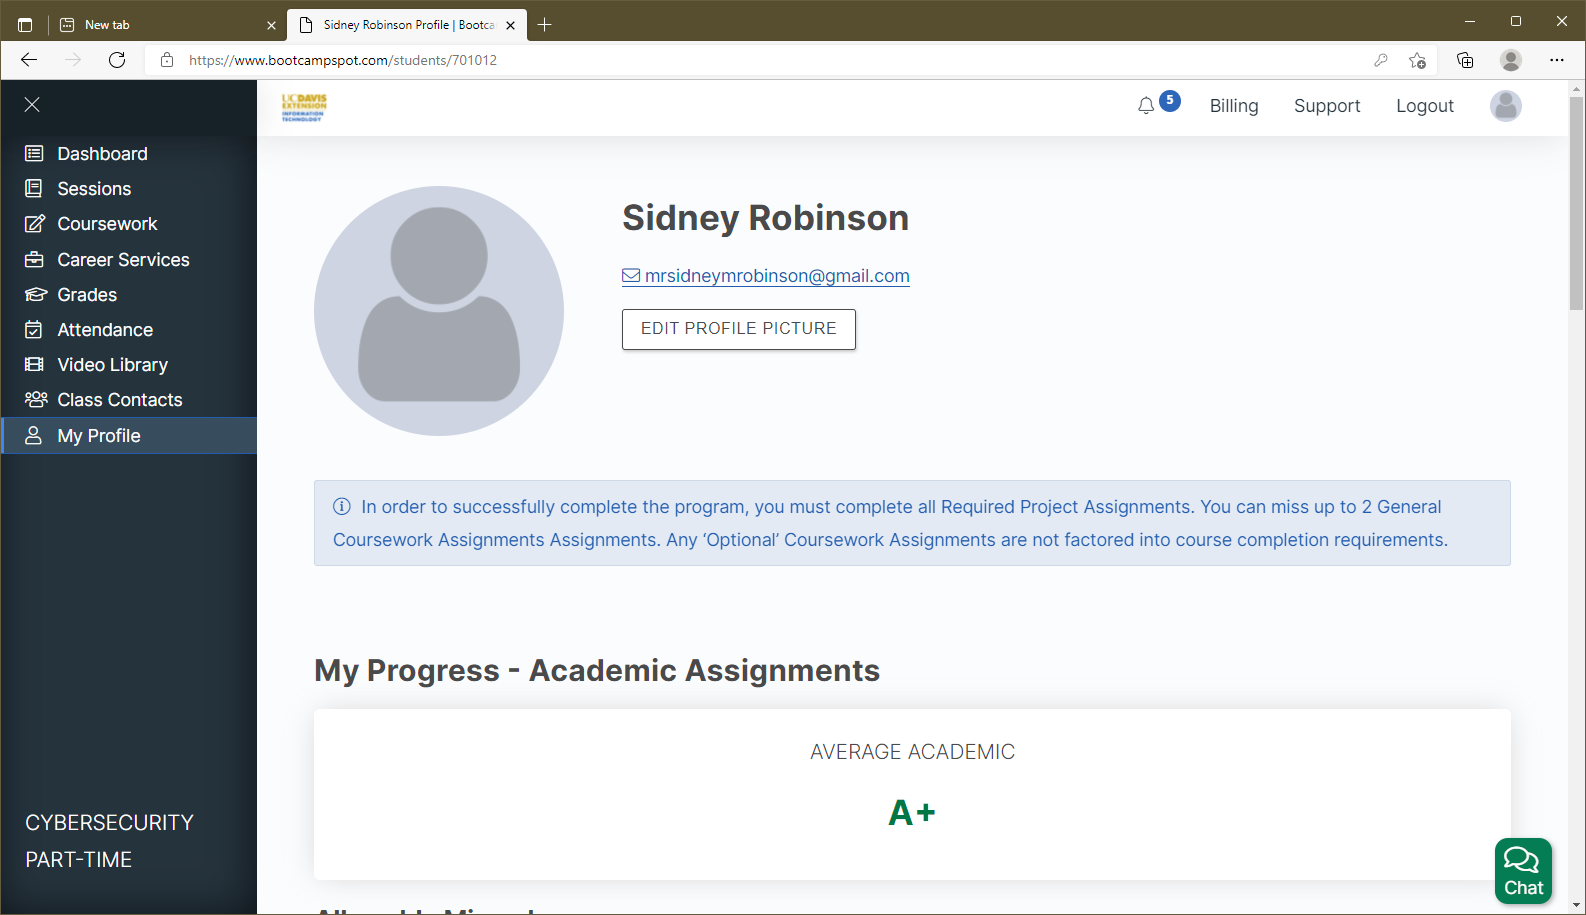 New tab
Sidney Robinson Profile | Bootca
https://www.bootcampspot.com/students/701012
UCDAVIS
EXTENSION
INFORMATION
TECHNOLOGY
5
Billing
Support
Logout
Dashboard
Sessions
Coursework
Career Services
Grades
Attendance
Video Library
Class Contacts
My Profile
CYBERSECURITY
PART-TIME
Sidney Robinson
mrsidneymrobinson@gmail.com
EDIT PROFILE PICTURE
In order to successfully complete the program, you must complete all Required Project Assignments. You can miss up to 2 General
Coursework Assignments Assignments. Any ‘Optional’ Coursework Assignments are not factored into course completion requirements.
My Progress - Academic Assignments
AVERAGE ACADEMIC
A+
Chat